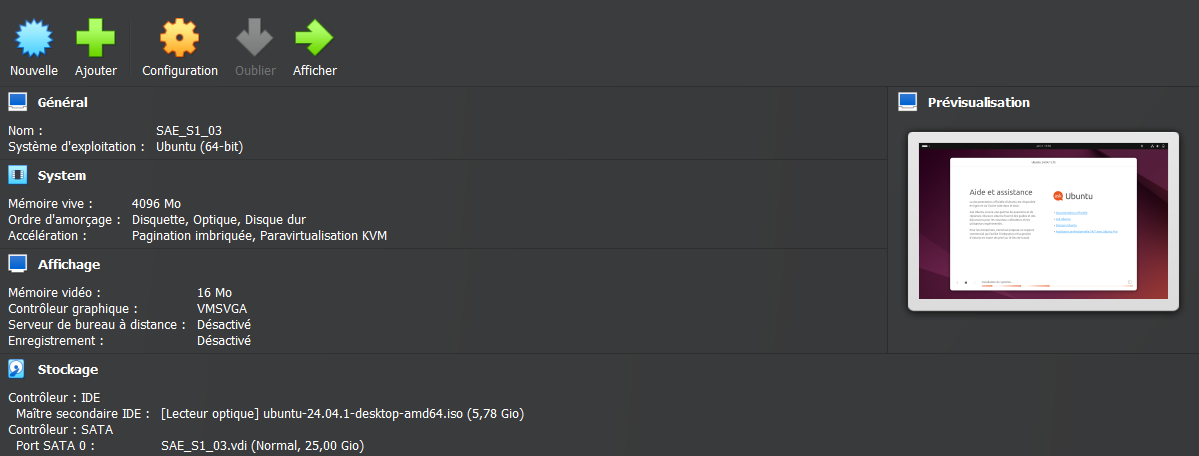 Nouvelle
Ajouter
Configuration
Oublier
Afficher
Général
Nom : SAE_S1_03
Système d'exploitation : Ubuntu (64-bit)
System
Mémoire vive : 4096 Mo
Ordre d'amorçage : Disquette, Optique, Disque dur
Accélération : Pagination imbriquée, Paravirtualisation KVM
Affichage
Mémoire vidéo : 16 Mo
Contrôleur graphique : VMSVGA
Serveur de bureau à distance : Désactivé
Enregistrement : Désactivé
Stockage
Contrôleur : IDE
Maître secondaire IDE : [Lecteur optique] ubuntu-24.04.1-desktop-amd64.iso (5,78 Gio)
Contrôleur : SATA
Port SATA 0 : SAE_S1_03.vdi (Normal, 25,00 Gio)
Prévisualisation
Aide et assistance
Ubuntu